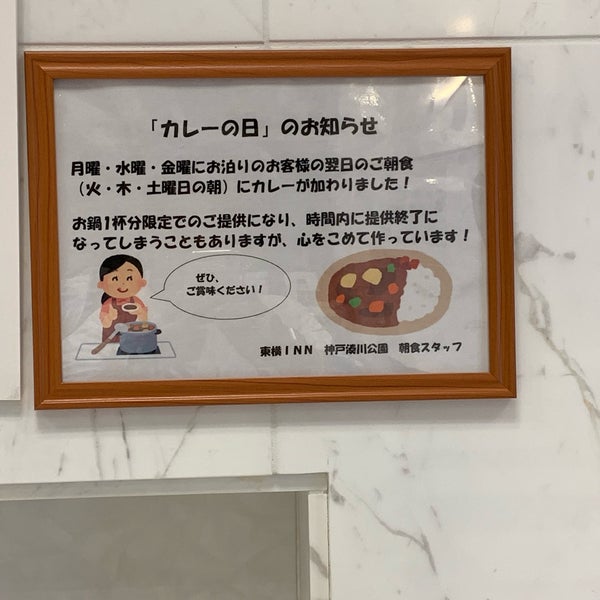 「カレーの日」のお知らせ
月曜・水曜・金曜にお泊りのお客様の翌日のご朝食
（火・木・土曜日の朝）にカレーが加わりました！
お鍋1杯分限定でのご提供になり、時間内に提供終了に
なってしまうこともありますが、心をこめて作っています！
ぜひ、
ご賞味ください！
東横ＩＮＮ　神戸湊川公園　朝食スタッフ